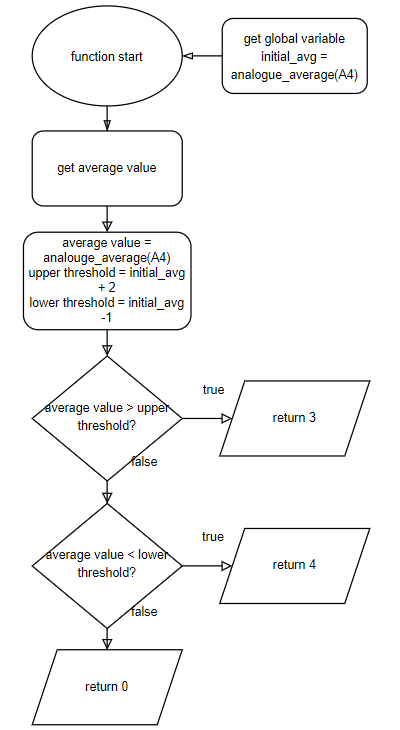 function start
get global variable
initial_avg =
analogue_average(A4)
get average value
average value =
analouge_average(A4)
upper threshold = initial_avg
+ 2
lower threshold = initial_avg
-1
average value > upper
threshold?
true
return 3
false
average value < lower
threshold?
true
return 4
false
return 0